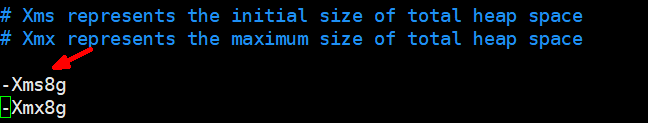 # Xms represents the initial size of total heap space
# Xmx represents the maximum size of total heap space
-Xms8g
-Xmx8g